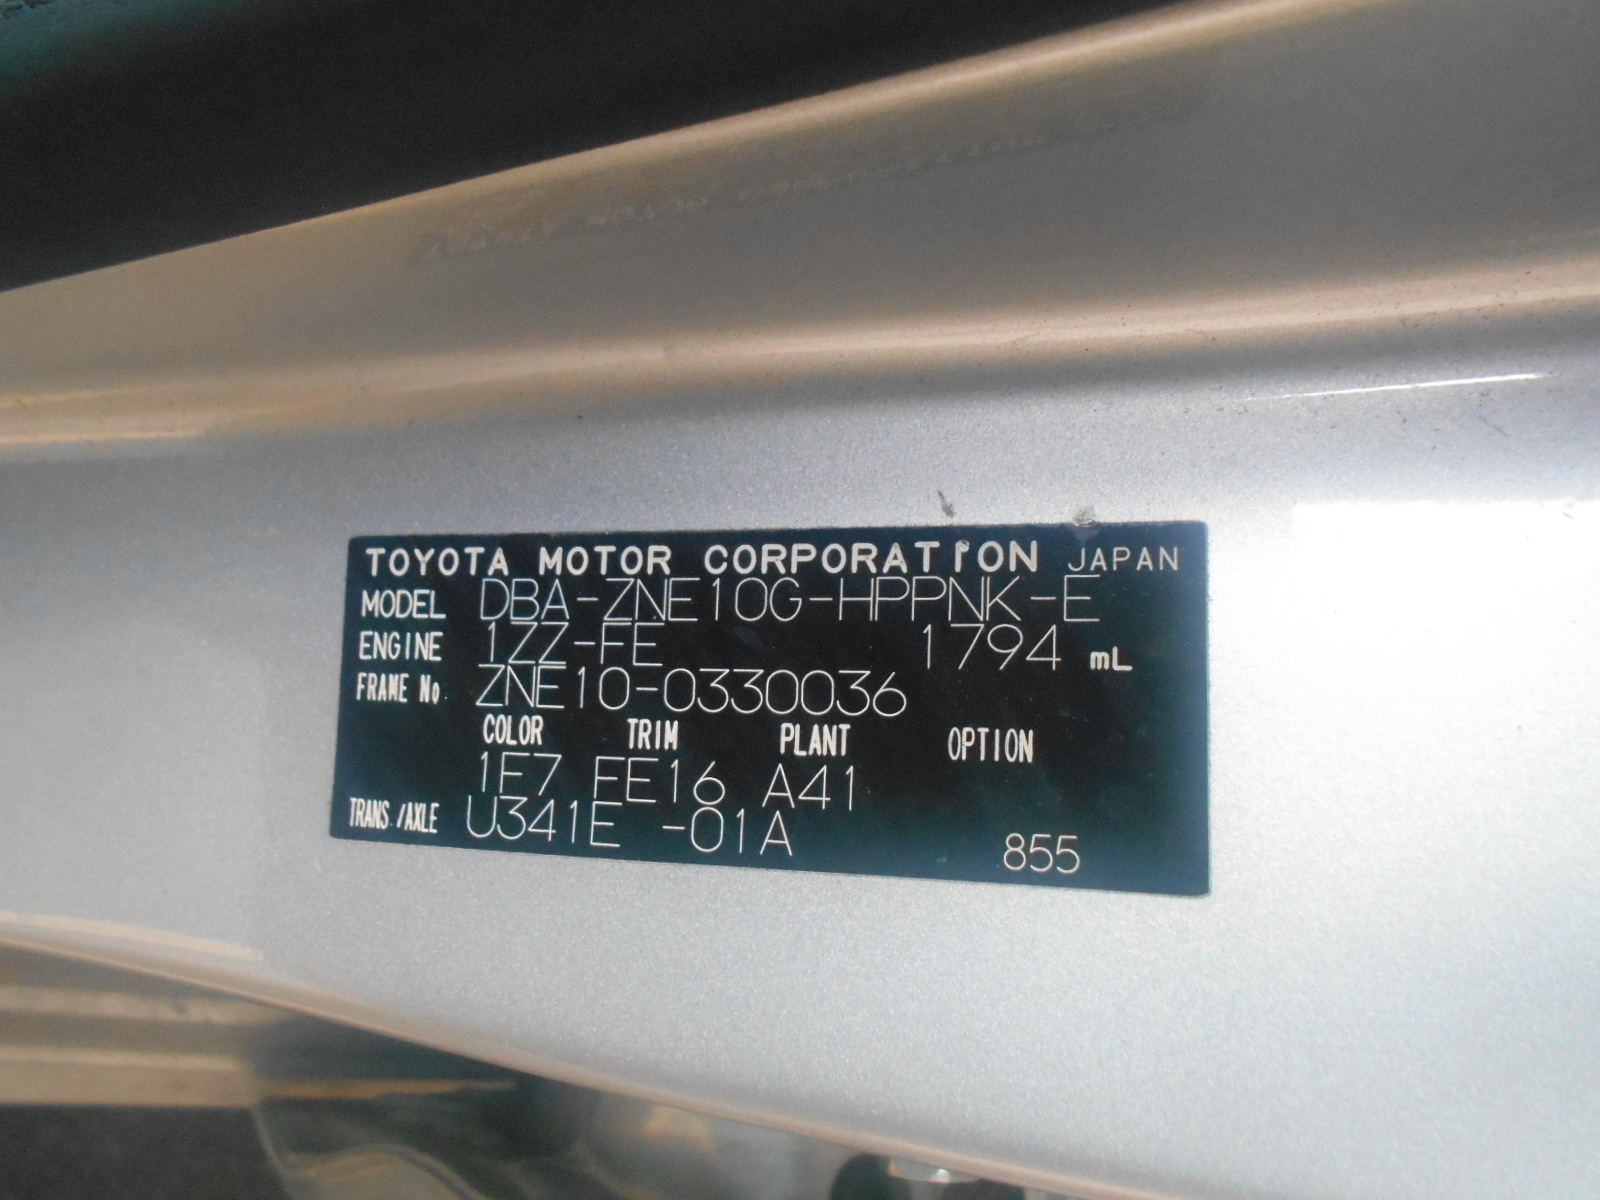 TOYOTA MOTOR CORPORATION JAPAN
MODEL DBA-ZNE10G-HPPNK-E
ENGINE 1ZZ-FE 1794 mL
FRAME No. ZNE10-0330036
COLOR TRIM PLANT OPTION
1F7 FE16 A41
TRANS./AXLE U341E -01A 855